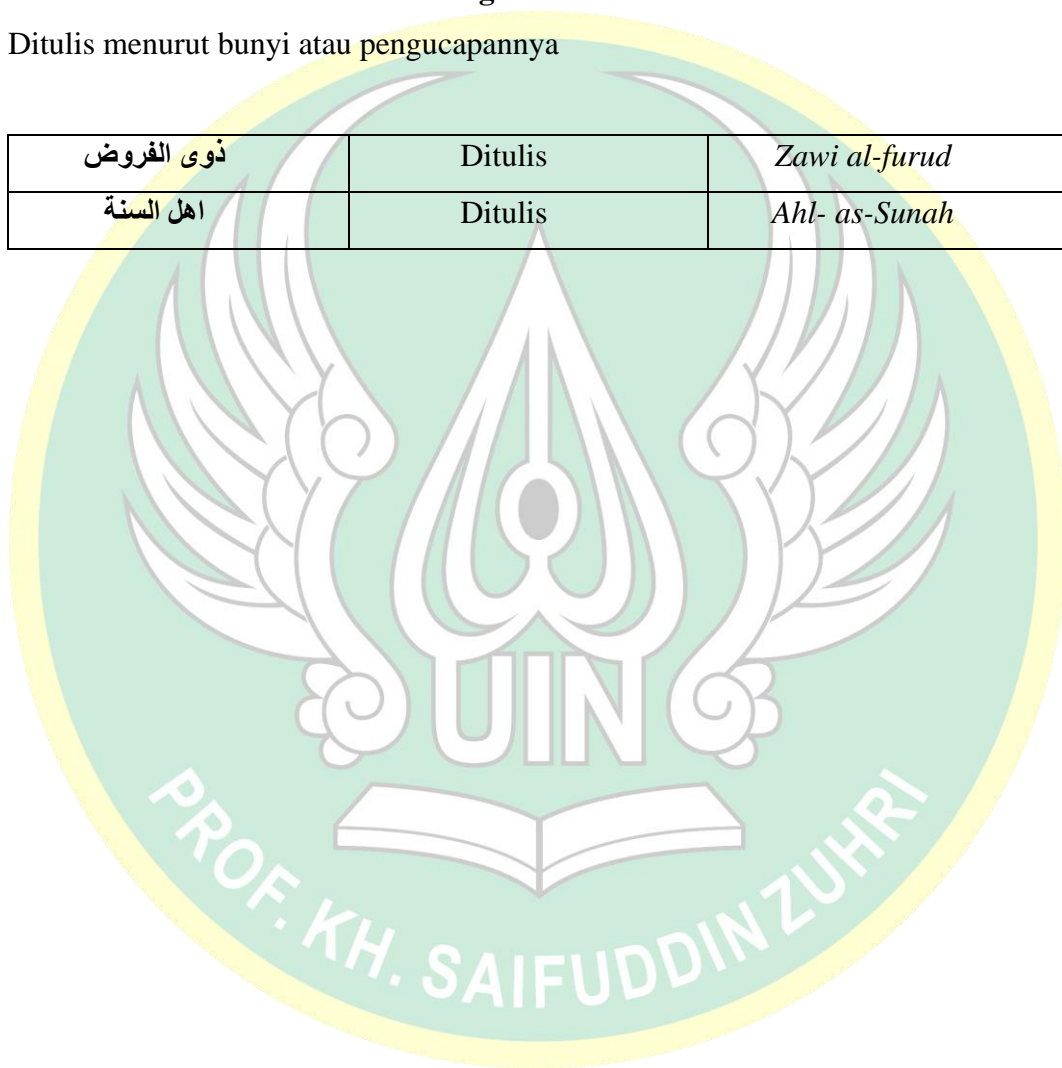 Ditulis menurut bunyi atau pengucapannya
ذوى الفروض Ditulis Zawi al-furud
اهل السنة Ditulis Ahl- as-Sunah
UIN
PROF. KH. SAIFUDDIN ZUHRI